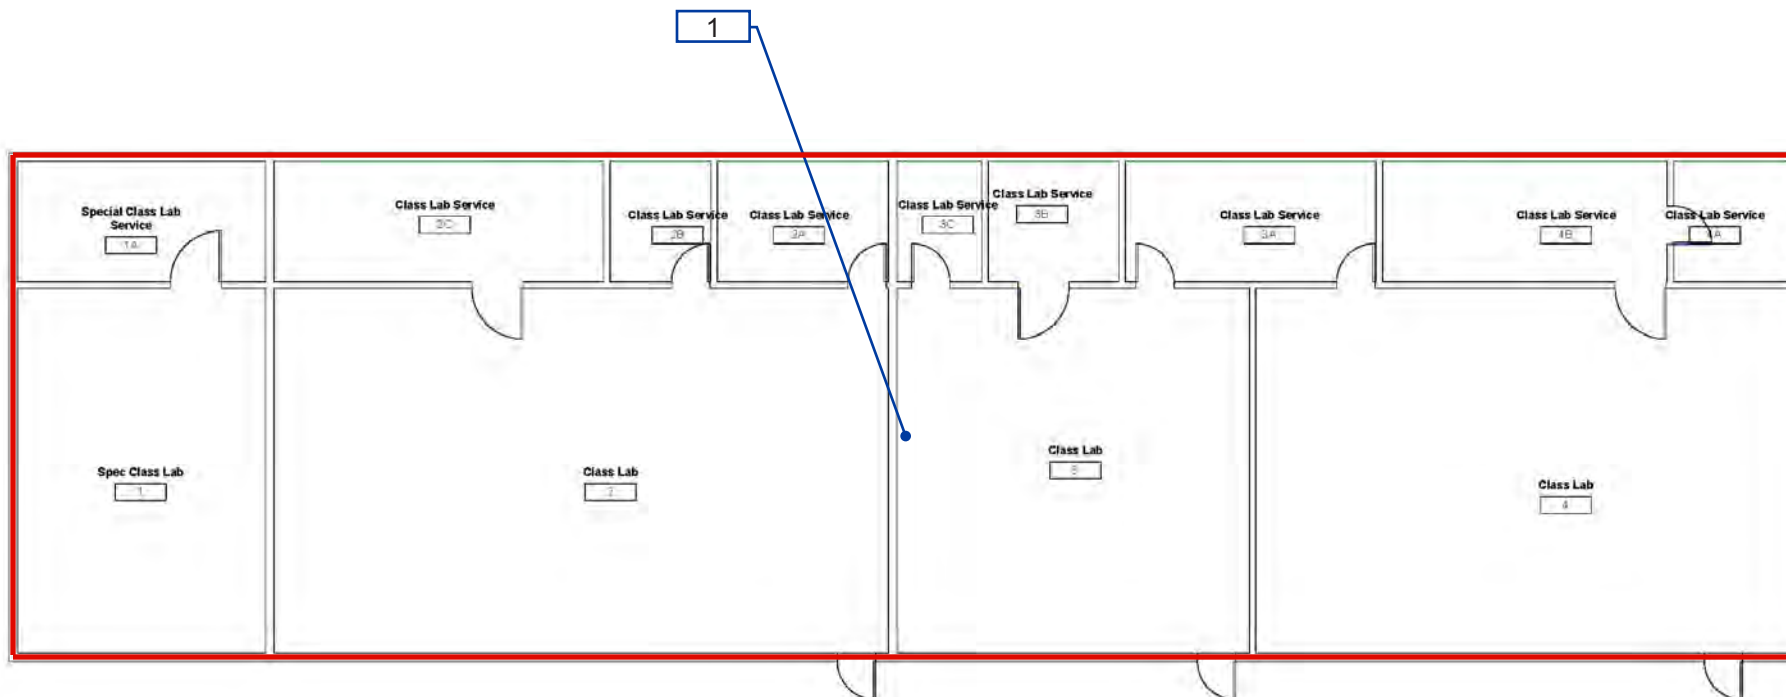 1
Special Class Lab
Service
1A
Class Lab Service
2C
Class Lab Service
2B
Class Lab Service
2A
Class Lab Service
3C
Class Lab Service
3B
Class Lab Service
3A
Class Lab Service
4B
Class Lab Service
4A
Spec Class Lab
1
Class Lab
2
Class Lab
Class Lab
4